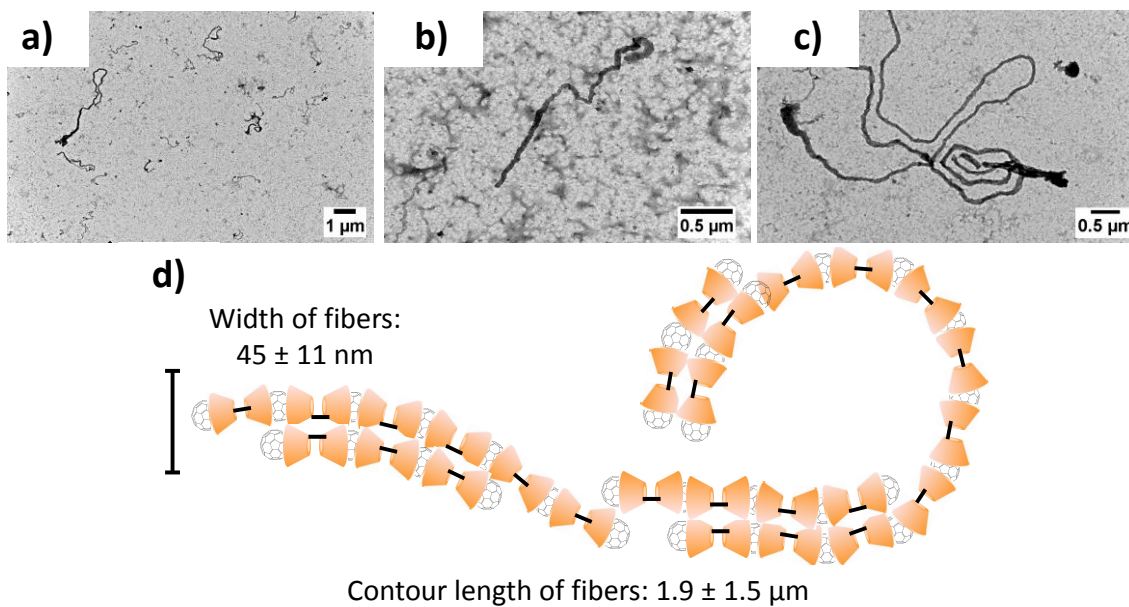 a)
b)
c)
1 µm
0.5 µm
0.5 µm
d)
Width of fibers:
45 ± 11 nm
Contour length of fibers: 1.9 ± 1.5 µm